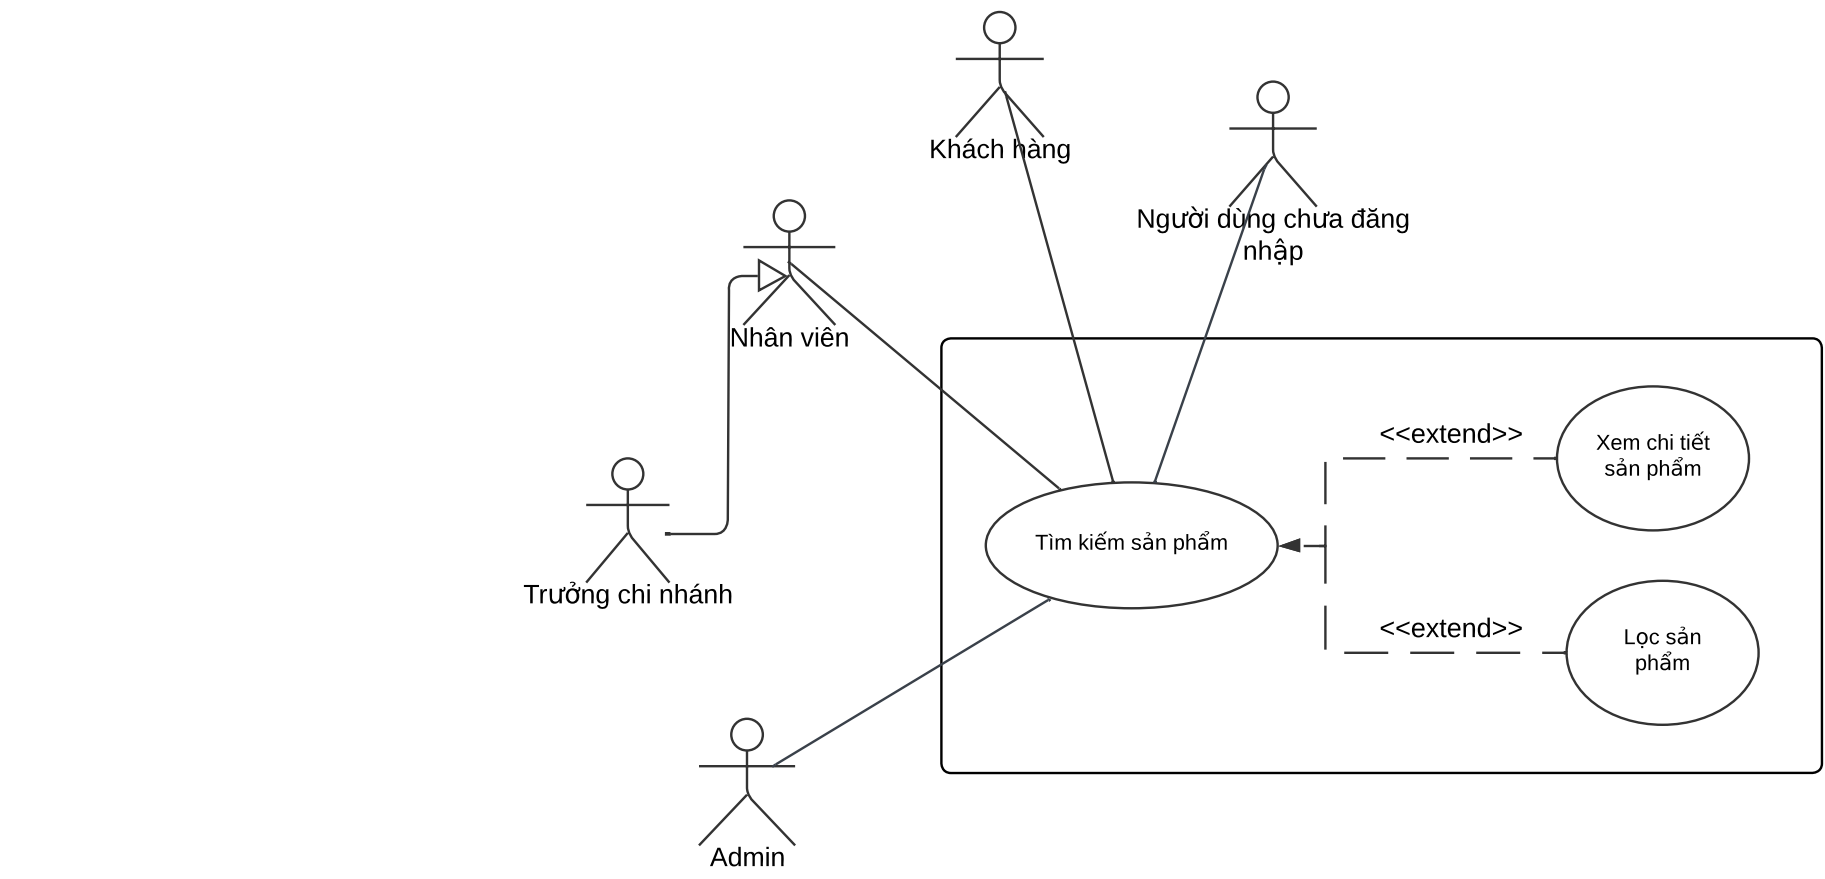 Khách hàng
Người dùng chưa đăng
nhập
Nhân viên
<<extend>>
Xem chi tiết
sản phẩm
Tìm kiếm sản phẩm
Trưởng chi nhánh
<<extend>>
Lọc sản
phẩm
Admin